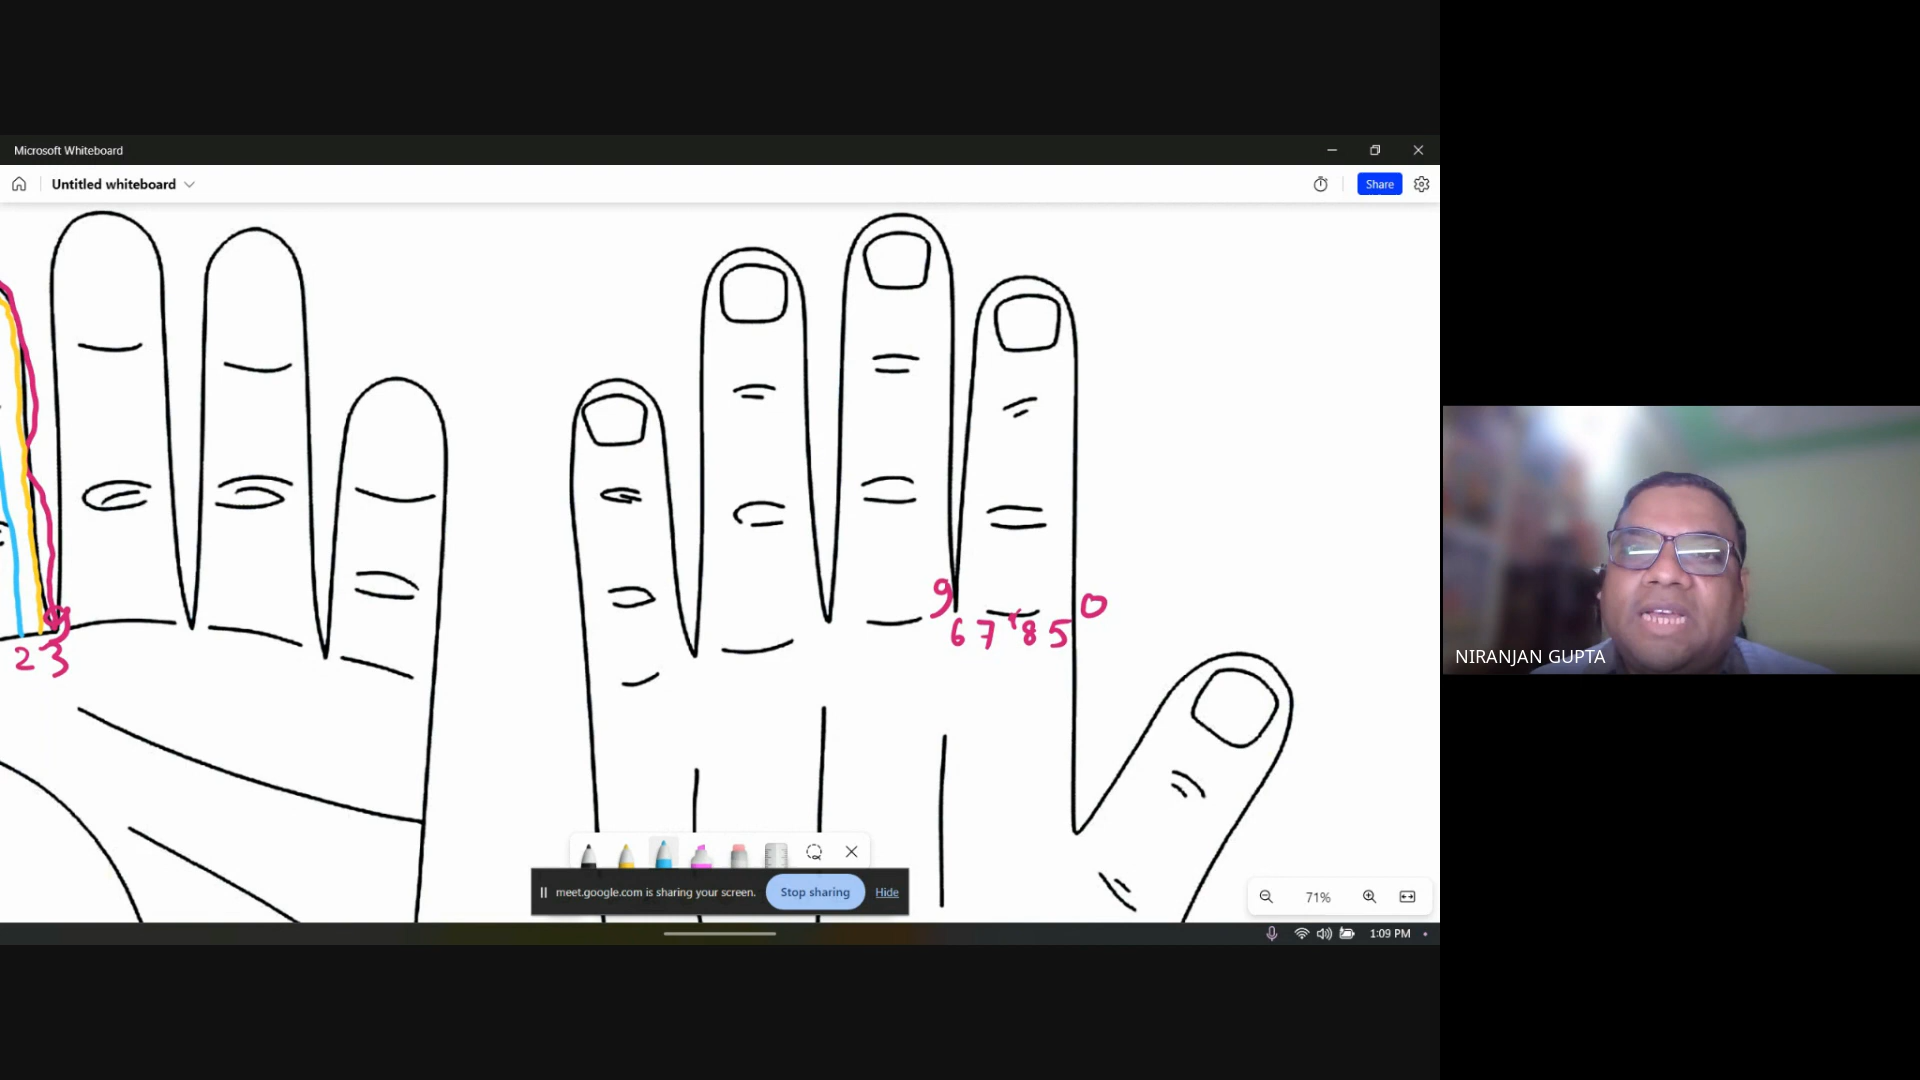 Microsoft Whiteboard
Untitled whiteboard
Share
9
0
6 7 8 5
2 3
NIRANJAN GUPTA
meet.google.com is sharing your screen.
Stop sharing
Hide
71%
1:09 PM